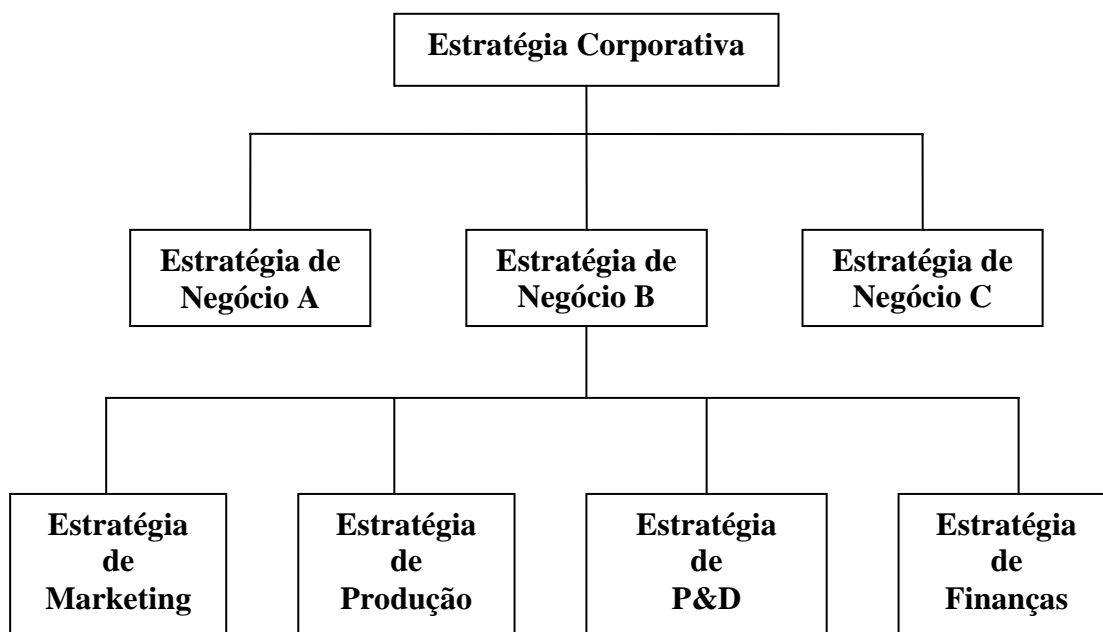 Estratégia Corporativa
Estratégia de
Negócio A
Estratégia de
Negócio B
Estratégia de
Negócio C
Estratégia
de
Marketing
Estratégia
de
Produção
Estratégia
de
P&D
Estratégia
de
Finanças